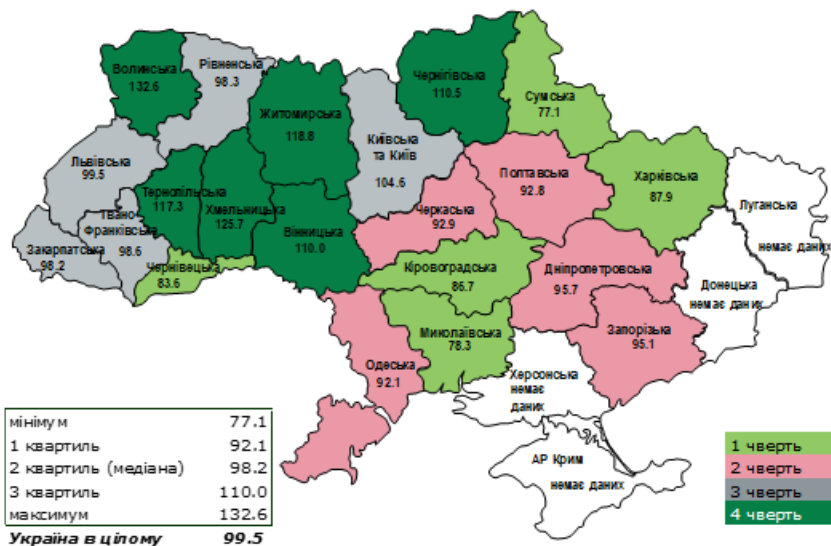 Волинська
132.6
Рівненська
98.3
Житомирська
118.8
Київська
та Київ
104.6
Чернігівська
110.5
Сумська
77.1
Львівська
99.5
Тернопільська
117.3
Хмельницька
125.7
Вінницька
110.0
Івано-
Франківська
98.6
Закарпатська
98.2
Чернівецька
83.6
Черкаська
92.9
Полтавська
92.8
Харківська
87.9
Луганська
немає даних
Донецька
немає даних
Кіровоградська
86.7
Дніпропетровська
95.7
Запорізька
95.1
Миколаївська
78.3
Одеська
92.1
Херсонська
немає
даних
АР Крим
немає даних
мінімум 77.1
1 квартиль 92.1
2 квартиль (медіана) 98.2
3 квартиль 110.0
максимум 132.6
Україна в цілому 99.5
1 чверть
2 чверть
3 чверть
4 чверть